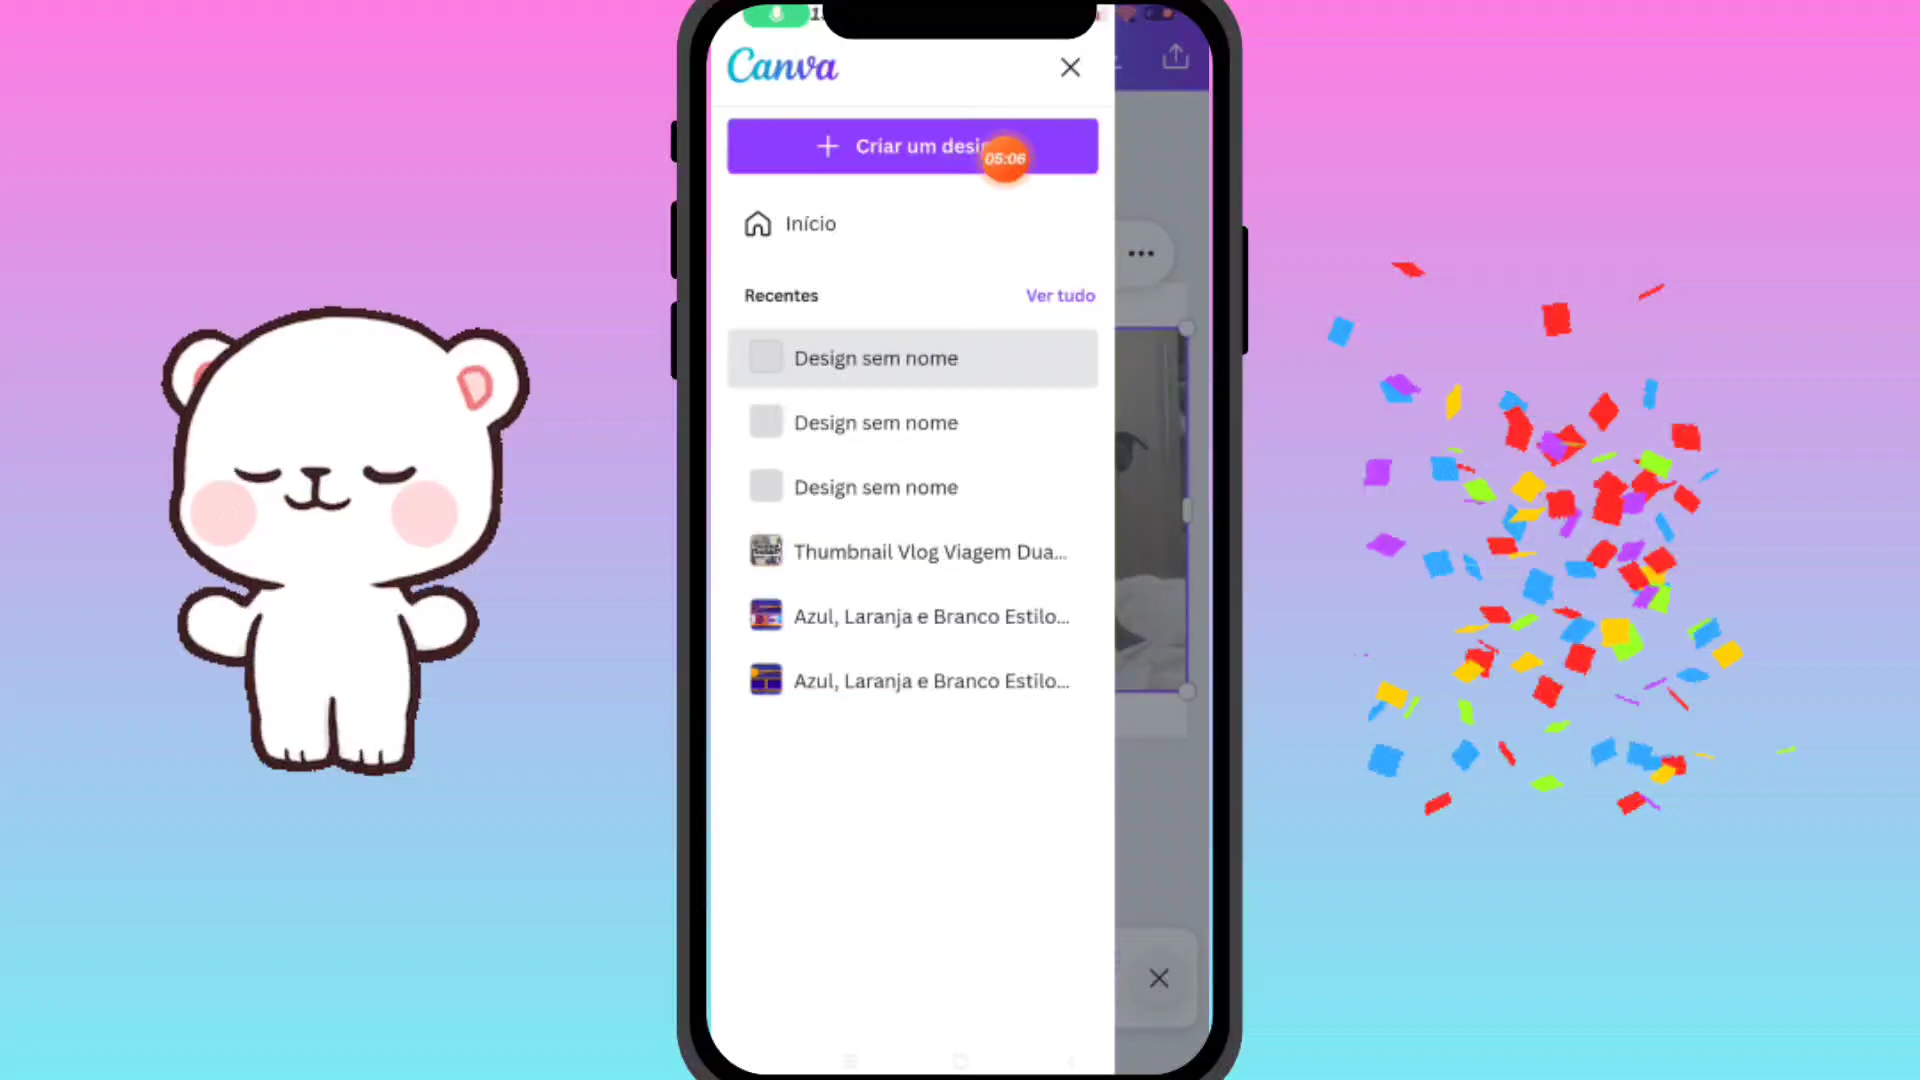 Canva
Criar um desi
05:06
Início
Recentes
Ver tudo
Design sem nome
Design sem nome
Design sem nome
Thumbnail Vlog Viagem Dua...
Azul, Laranja e Branco Estilo...
Azul, Laranja e Branco Estilo...